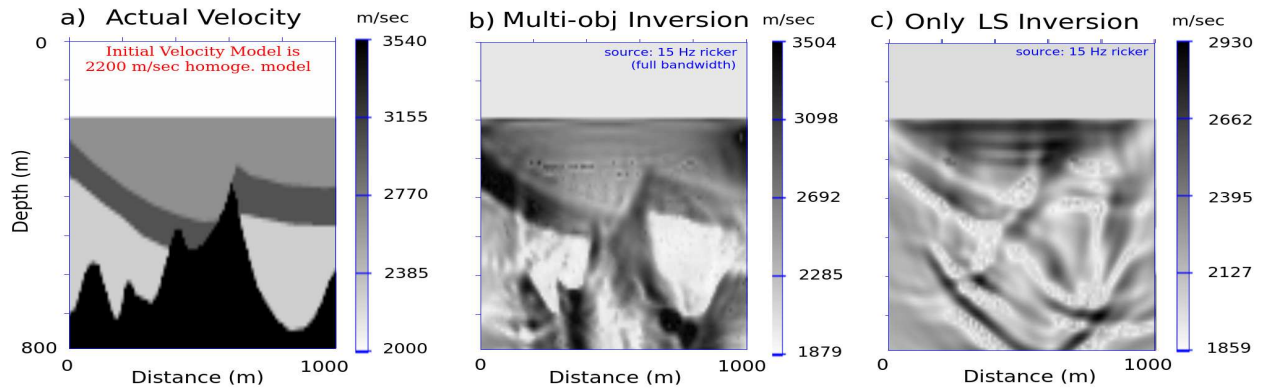 a) Actual Velocity
m/sec
0
Initial Velocity Model is
2200 m/sec homoge. model
3540
3155
2770
2385
2000
Depth (m)
800
0
1000
Distance (m)
b) Multi-obj Inversion
m/sec
source: 15 Hz ricker
(full bandwidth)
3504
3098
2692
2285
1879
0
1000
Distance (m)
c) Only LS Inversion
m/sec
source: 15 Hz ricker
2930
2662
2395
2127
1859
0
1000
Distance (m)